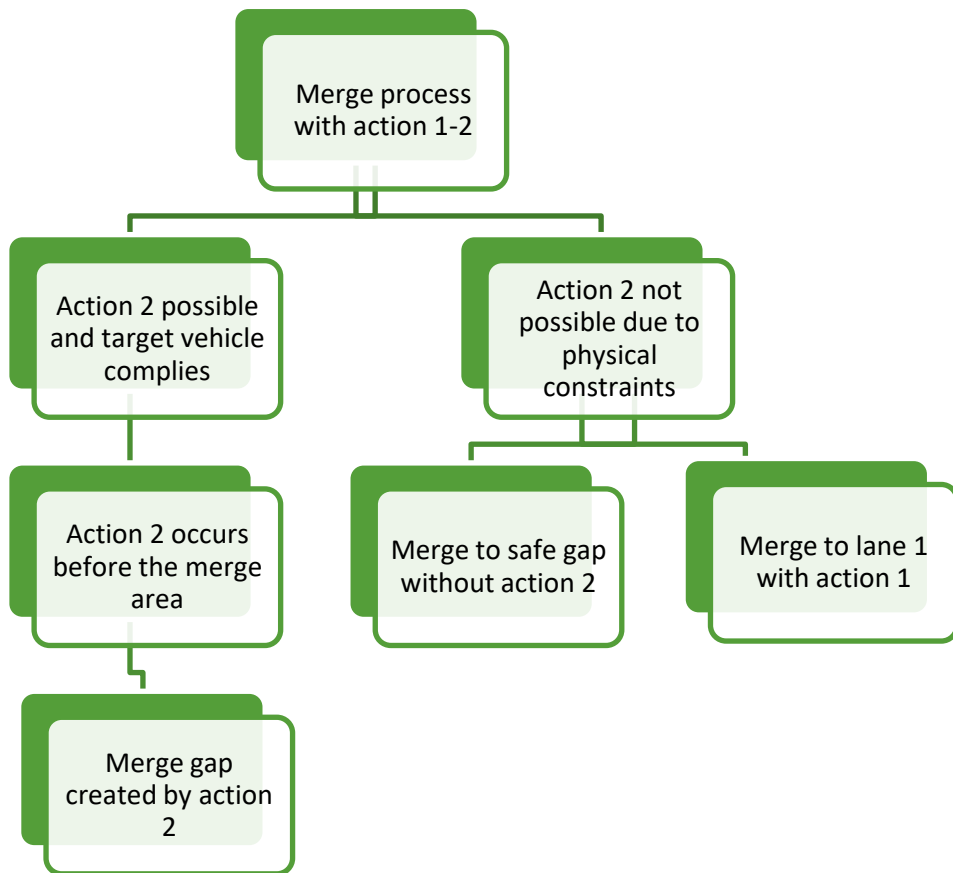 Merge process
with action 1-2
Action 2 possible
and target vehicle
complies
Action 2 not
possible due to
physical
constraints
Action 2 occurs
before the merge
area
Merge to safe gap
without action 2
Merge to lane 1
with action 1
Merge gap
created by action
2